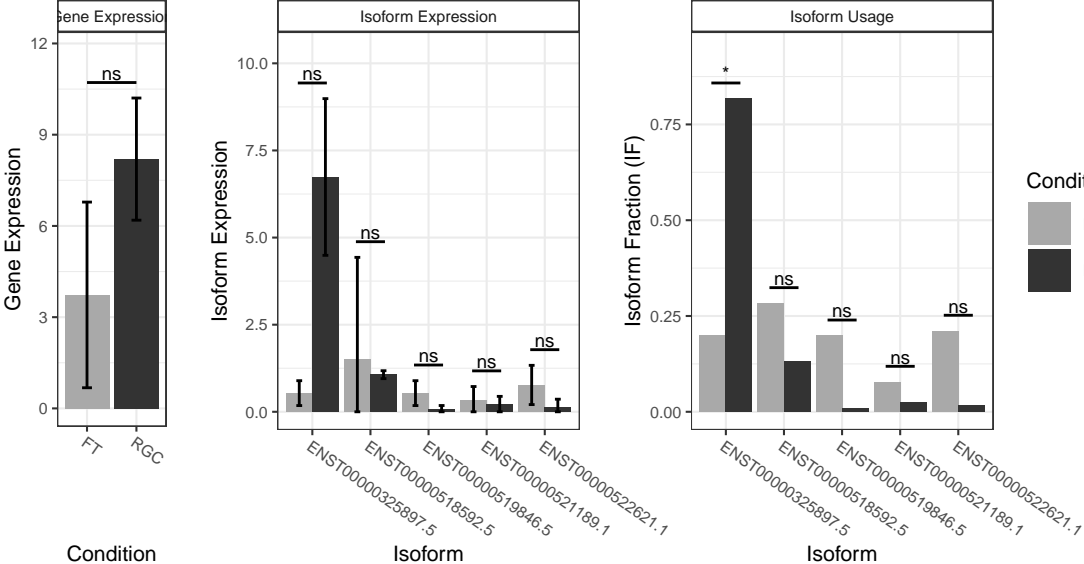 Gene Expression
Isoform Expression
Isoform Usage
Gene Expression
12
9
6
3
0
ns
FT
RGC
Condition
Isoform Expression
10.0
7.5
5.0
2.5
0.0
ns
ns
ns
ns
ns
ENST00000325897.5
ENST00000518592.5
ENST00000519846.5
ENST00000521189.1
ENST00000522621.1
Isoform
Isoform Fraction (IF)
0.75
0.50
0.25
0.00
*
ns
ns
ns
ns
ENST00000325897.5
ENST00000518592.5
ENST00000519846.5
ENST00000521189.1
ENST00000522621.1
Isoform
Condit